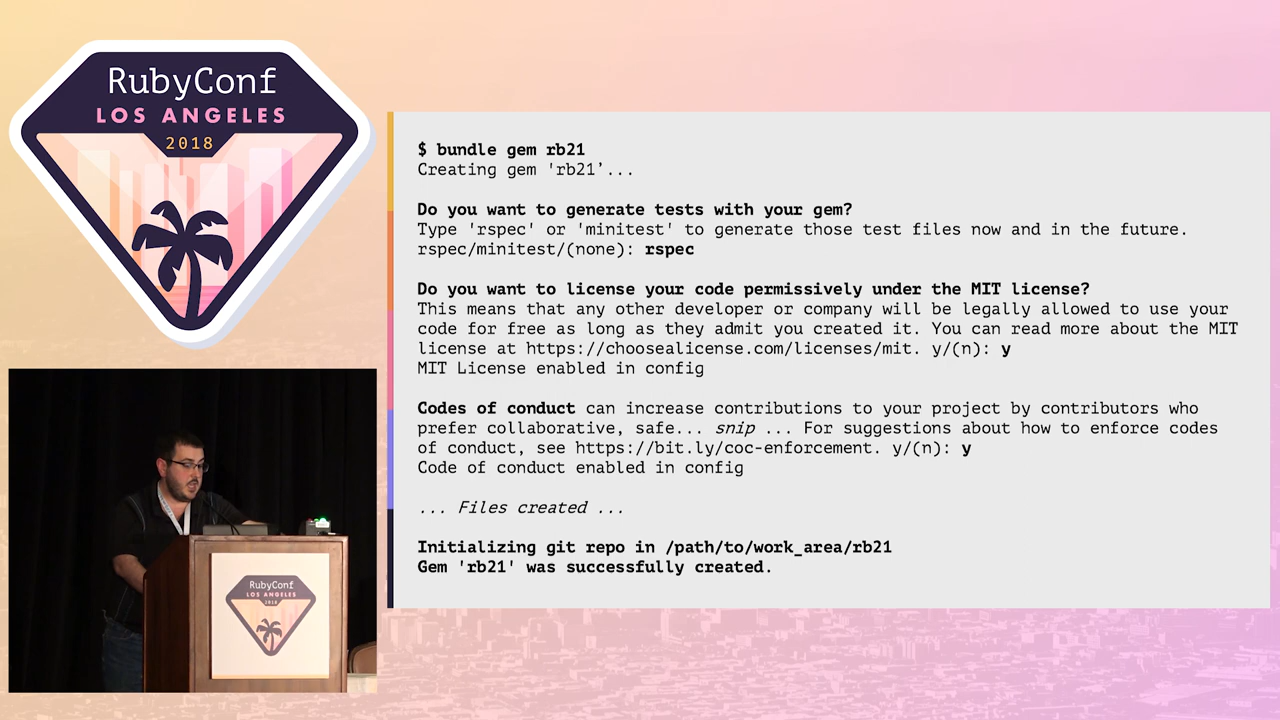 RubyConf
LOS ANGELES
2018
$ bundle gem rb21
Creating gem 'rb21’...
Do you want to generate tests with your gem?
Type 'rspec' or 'minitest' to generate those test files now and in the future.
rspec/minitest/(none): rspec
Do you want to license your code permissively under the MIT license?
This means that any other developer or company will be legally allowed to use your
code for free as long as they admit you created it. You can read more about the MIT
license at https://choosealicense.com/licenses/mit. y/(n): y
MIT License enabled in config
Codes of conduct can increase contributions to your project by contributors who
prefer collaborative, safe... snip ... For suggestions about how to enforce codes
of conduct, see https://bit.ly/coc-enforcement. y/(n): y
Code of conduct enabled in config
... Files created ...
Initializing git repo in /path/to/work_area/rb21
Gem 'rb21' was successfully created.
RubyConf
LOS ANGELES
2018